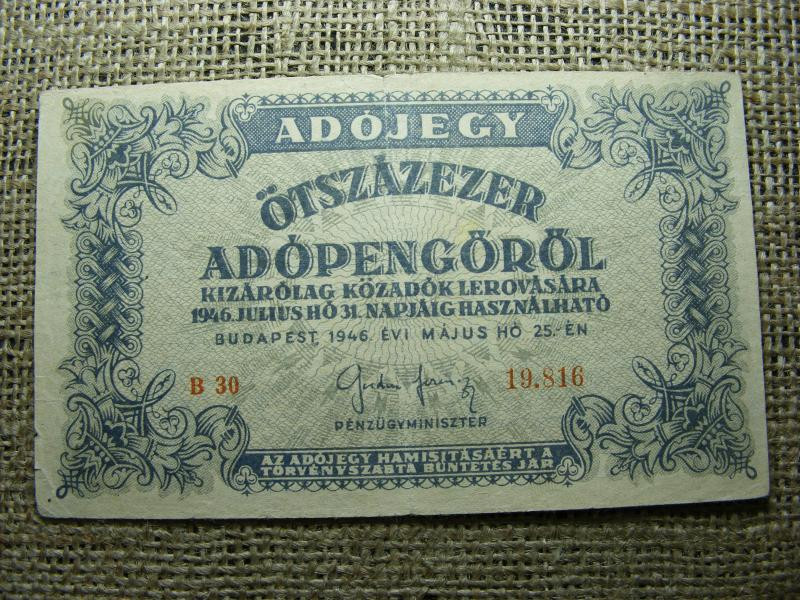 ADÓJEGY
ÖTSZÁZEZER
ADÓPENGŐRŐL
KIZÁRÓLAG KÖZADÓK LEROVÁSÁRA
1946. JULIUS HÓ 31. NAPJÁIG HASZNÁLHATÓ
BUDAPEST, 1946. ÉVI MÁJUS HÓ 25.-ÉN
B 30 19.816
PÉNZÜGYMINISZTER
AZ ADÓJEGY HAMISITÁSÁÉRT A
TÖRVÉNYSZABTA BÜNTETÉS JÁR